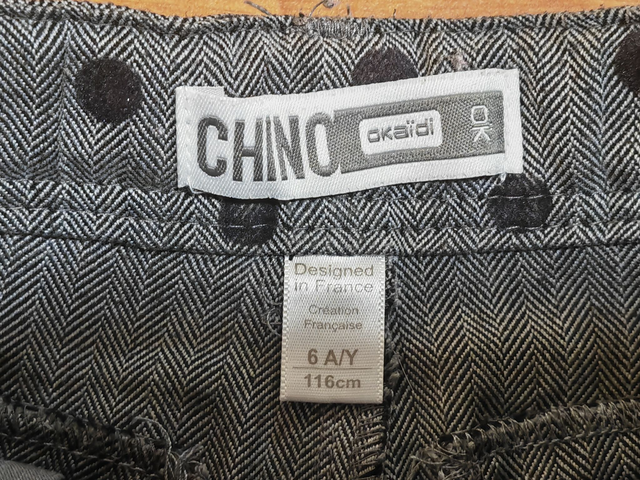 CHINO okaïdi OK
Designed
in France
Création
Française
6 A/Y
116cm